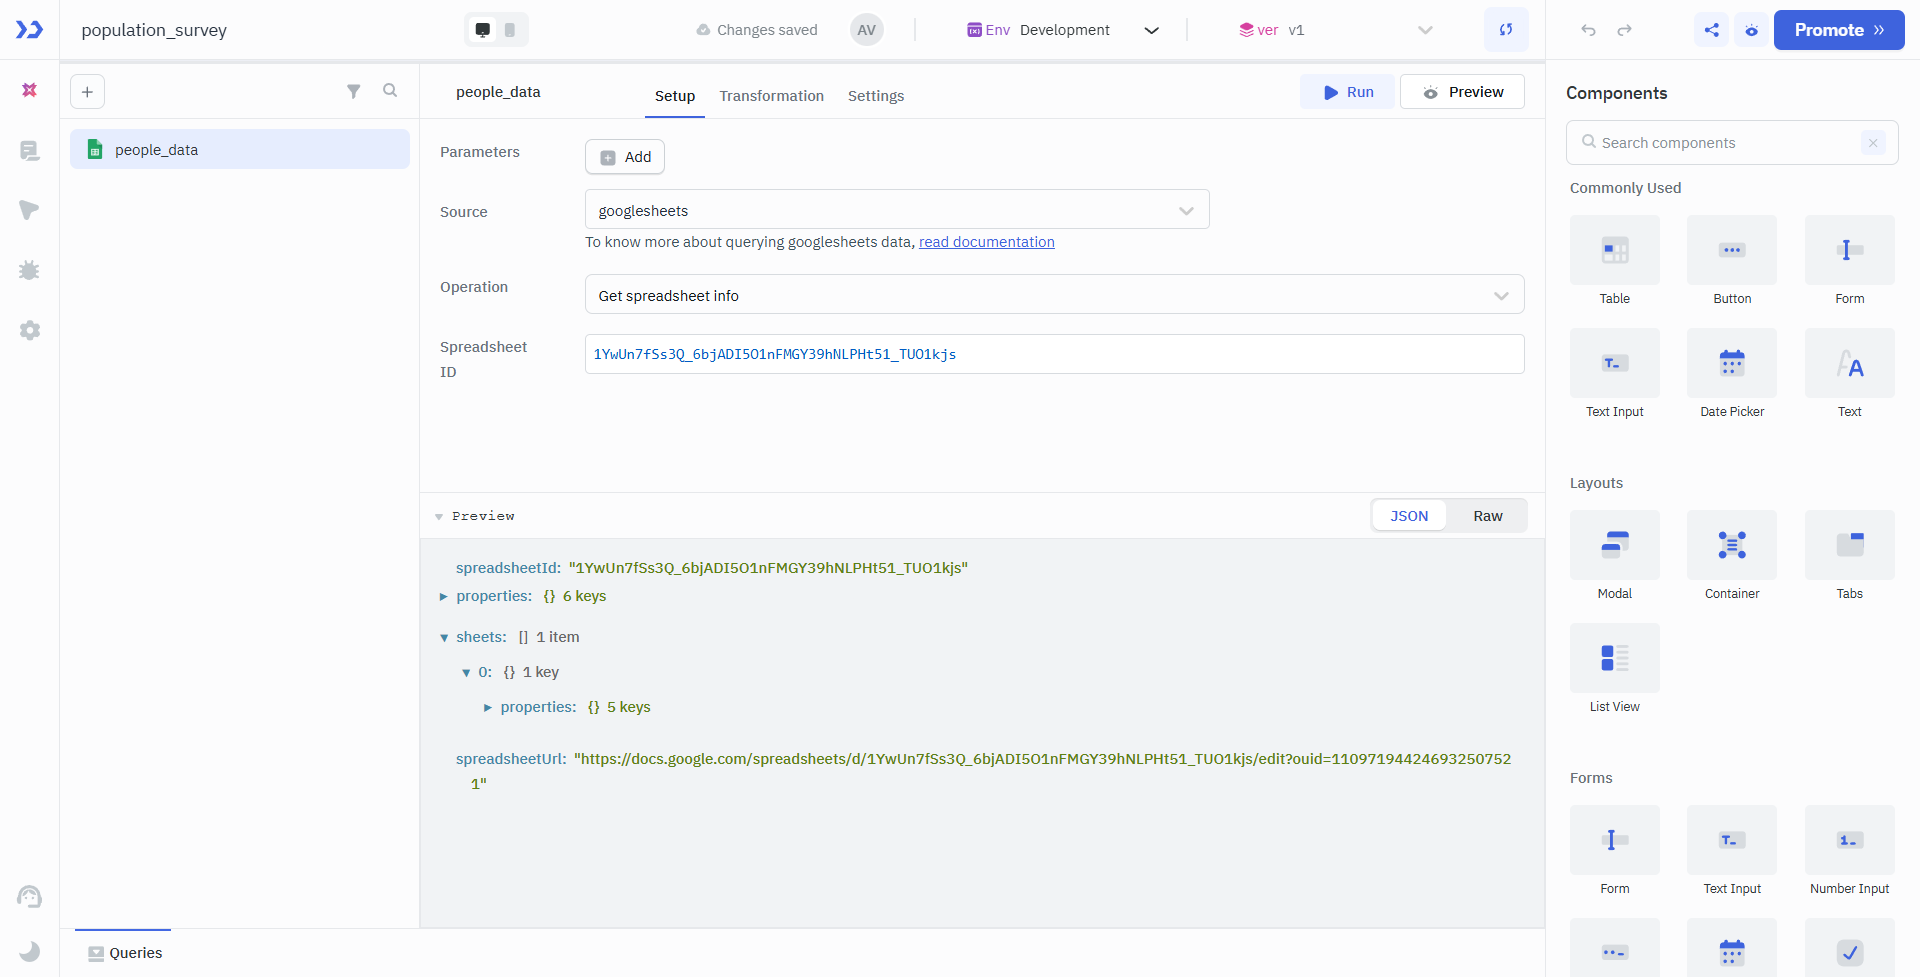 population_survey
Changes saved
AV
Env Development
ver v1
Promote
people_data
people_data
Setup Transformation Settings
Run
Preview
Parameters
Add
Source
googlesheets
To know more about querying googlesheets data, read documentation
Operation
Get spreadsheet info
Spreadsheet
ID
1YwUn7fSs3Q_6bjADI5O1nFMGY39hNLPHt51_TUO1kjs
Preview
JSON Raw
spreadsheetId: "1YwUn7fSs3Q_6bjADI5O1nFMGY39hNLPHt51_TUO1kjs"
properties: {} 6 keys
sheets: [] 1 item
0: {} 1 key
properties: {} 5 keys
spreadsheetUrl: "https://docs.google.com/spreadsheets/d/1YwUn7fSs3Q_6bjADI5O1nFMGY39hNLPHt51_TUO1kjs/edit?ouid=11097194424693250752
1"
Queries
Components
Search components
Commonly Used
Table Button Form
Text Input Date Picker Text
Layouts
Modal Container Tabs
List View
Forms
Form Text Input Number Input